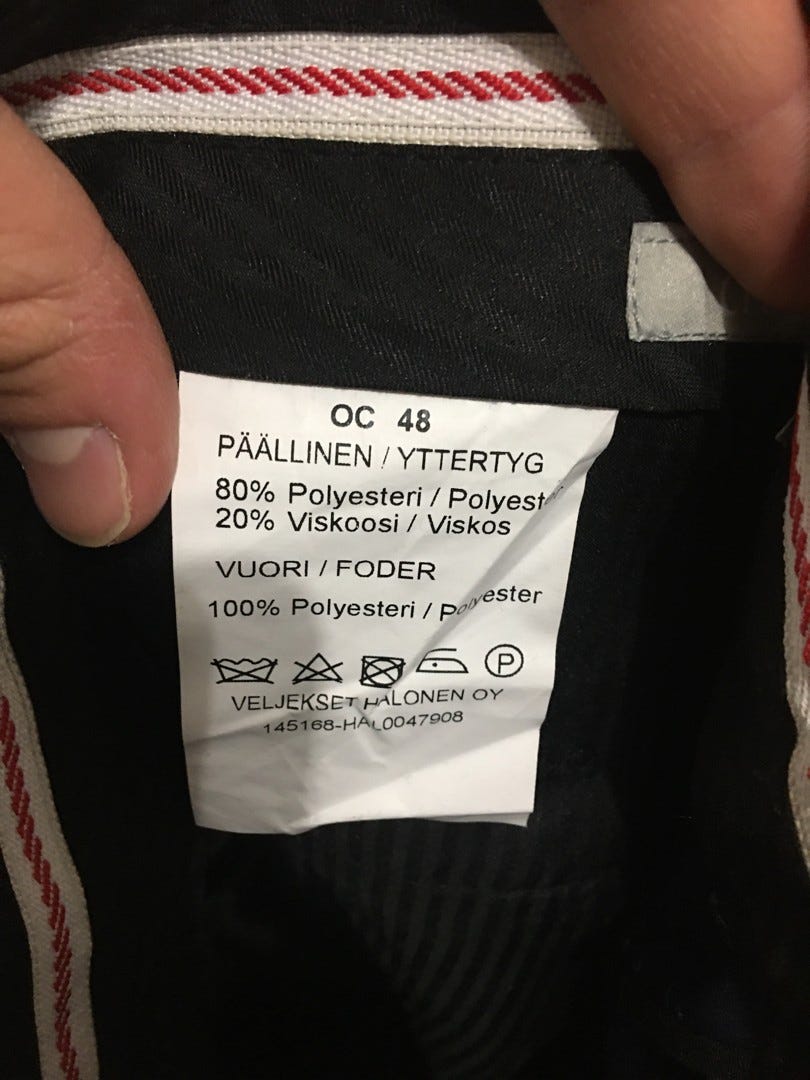 OC 48
PÄÄLLINEN / YTTERTYG
80% Polyesteri / Polyest
20% Viskoosi / Viskos
VUORI / FODER
100% Polyesteri / Polyester
P
VELJEKSET HALONEN OY
145168-HAL0047908